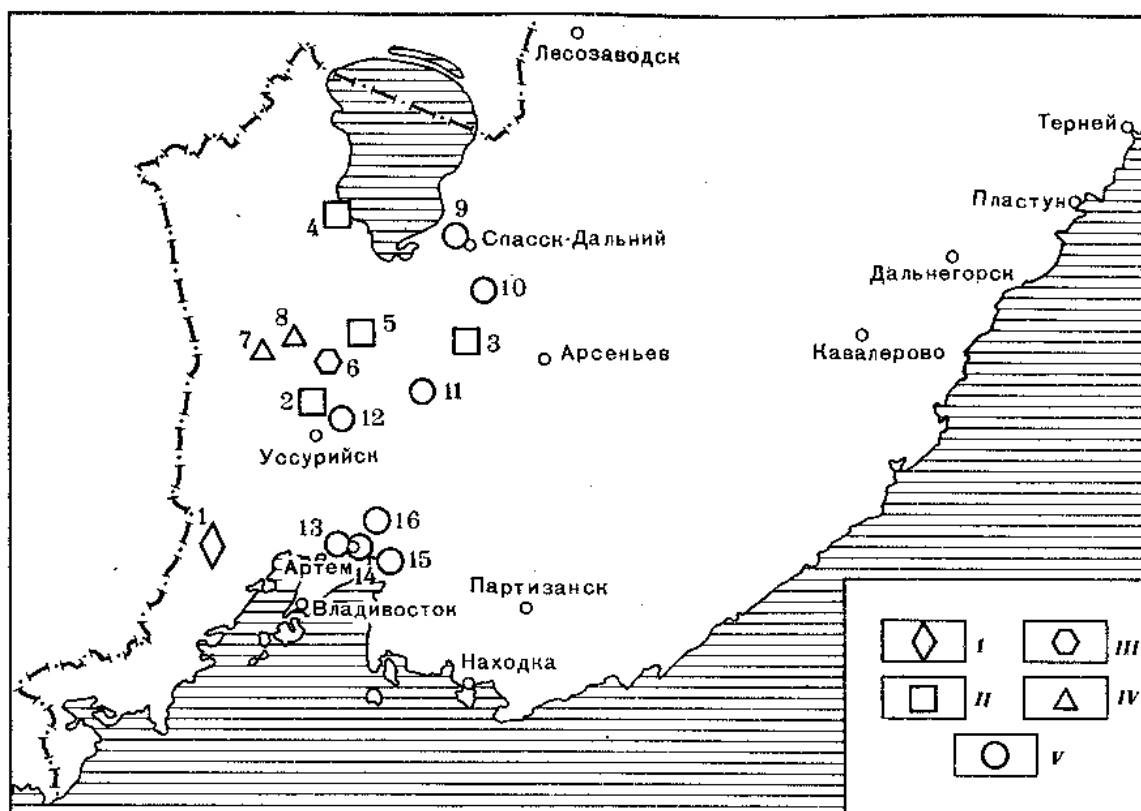 Лесозаводск
Терней
Пластун
4
9
Спасск-Дальний
Дальнегорск
10
7
8
5
3
6
Арсеньев
Кавалерово
2
11
12
Уссурийск
1
13
16
Артем
14
15
Партизанск
Владивосток
Находка
I
III
II
IV
V